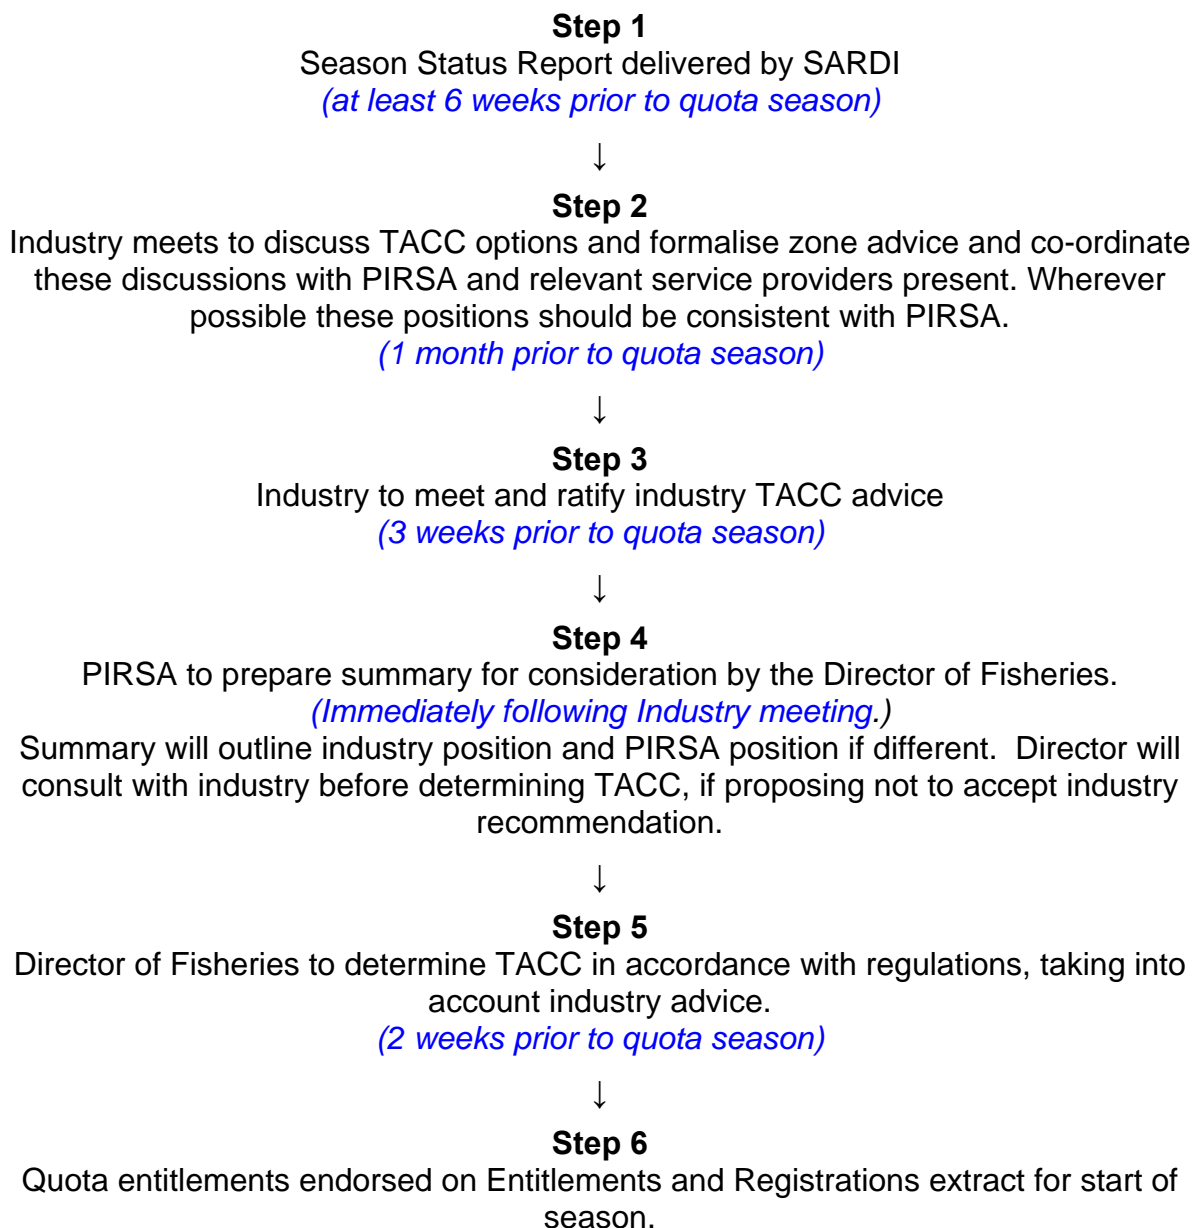 Step 1
Season Status Report delivered by SARDI
(at least 6 weeks prior to quota season)
↓
Step 2
Industry meets to discuss TACC options and formalise zone advice and co-ordinate
these discussions with PIRSA and relevant service providers present. Wherever
possible these positions should be consistent with PIRSA.
(1 month prior to quota season)
↓
Step 3
Industry to meet and ratify industry TACC advice
(3 weeks prior to quota season)
↓
Step 4
PIRSA to prepare summary for consideration by the Director of Fisheries.
(Immediately following Industry meeting.)
Summary will outline industry position and PIRSA position if different.  Director will
consult with industry before determining TACC, if proposing not to accept industry
recommendation.
↓
Step 5
Director of Fisheries to determine TACC in accordance with regulations, taking into
account industry advice.
(2 weeks prior to quota season)
↓
Step 6
Quota entitlements endorsed on Entitlements and Registrations extract for start of
season.